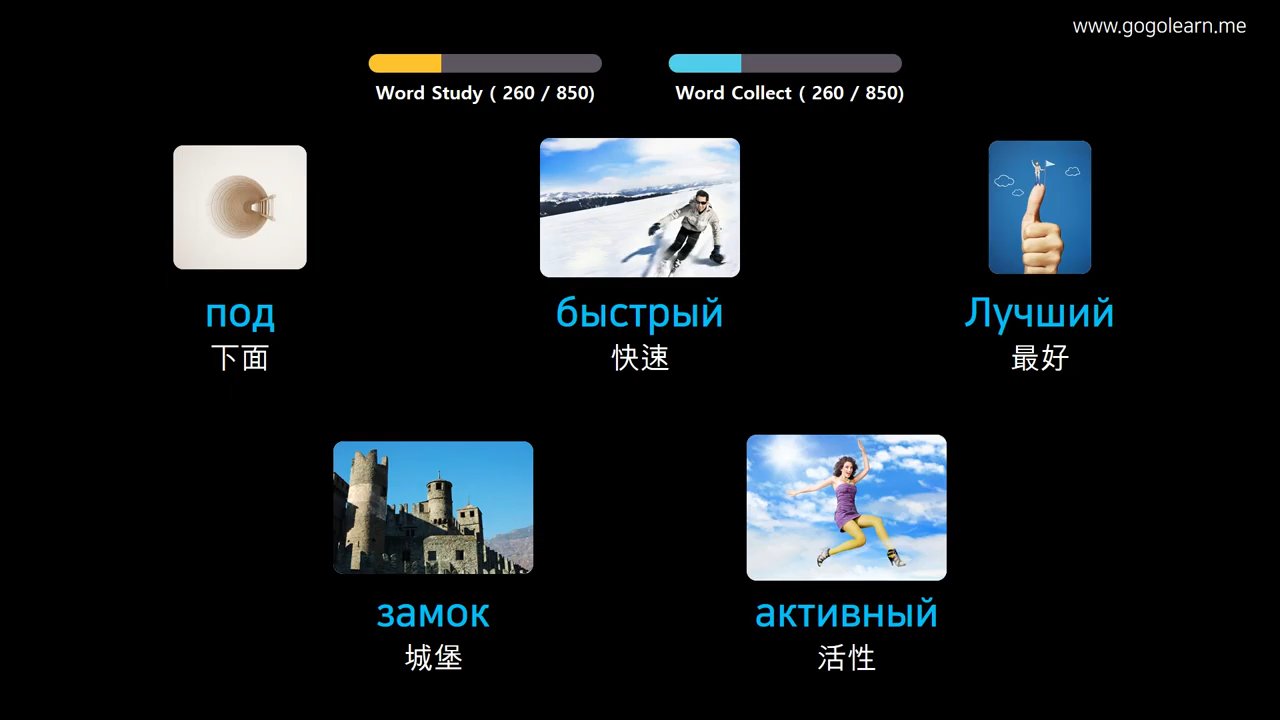 www.gogolearn.me
Word Study ( 260 / 850)
Word Collect ( 260 / 850)
под
下面
быстрый
快速
Лучший
最好
замок
城堡
активный
活性